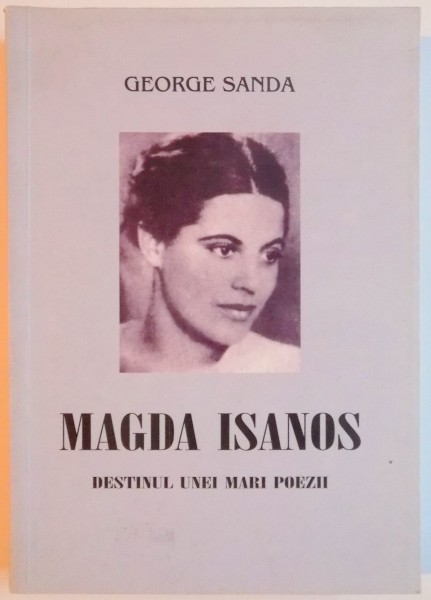 GEORGE SANDA
MAGDA ISANOS
DESTINUL UNEI MARI POEZII